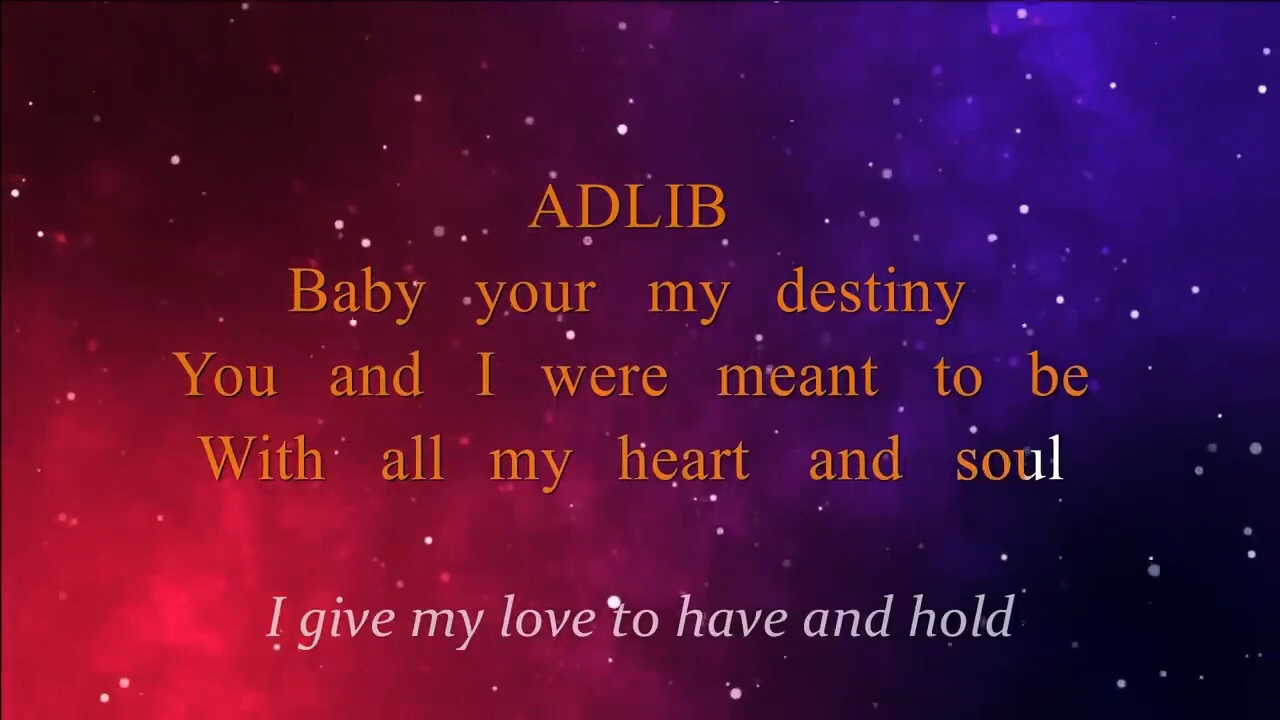 ADLIB
Baby your my destiny
You and I were meant to be
With all my heart and soul
I give my love to have and hold